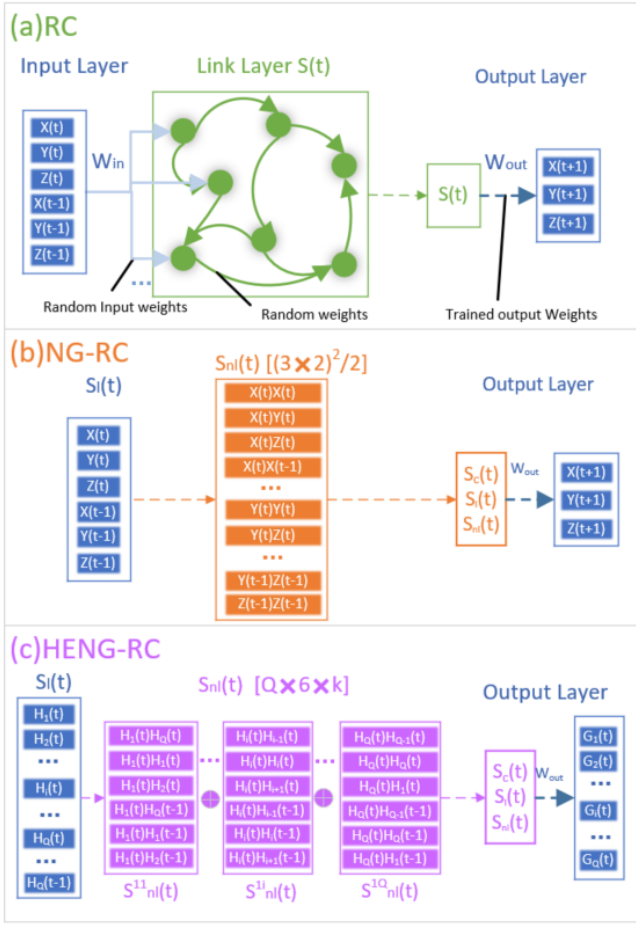 (a)RC
Input Layer
Link Layer S(t)
Output Layer
X(t)
Y(t)
Z(t)
X(t-1)
Y(t-1)
Z(t-1)
Win
...
S(t)
Wout
X(t+1)
Y(t+1)
Z(t+1)
Random Input weights
Random weights
Trained output Weights
(b)NG-RC
Sl(t)
Snl(t) [(3×2)²/2]
Output Layer
X(t)
Y(t)
Z(t)
X(t-1)
Y(t-1)
Z(t-1)
X(t)X(t)
X(t)Y(t)
X(t)Z(t)
X(t)X(t-1)
...
Y(t)Y(t)
Y(t)Z(t)
...
Y(t-1)Z(t-1)
Z(t-1)Z(t-1)
Sc(t)
Sl(t)
Snl(t)
Wout
X(t+1)
Y(t+1)
Z(t+1)
(c)HENG-RC
Sl(t)
Snl(t) [Q×6×k]
Output Layer
H1(t)
H2(t)
...
Hi(t)
...
HQ(t)
...
HQ(t-1)
H1(t)HQ(t)
H1(t)H1(t)
H1(t)H2(t)
H1(t)HQ(t-1)
H1(t)H1(t-1)
H1(t)H2(t-1)
S¹¹nl(t)
...
Hi(t)Hi-1(t)
Hi(t)Hi(t)
Hi(t)Hi+1(t)
Hi(t)Hi-1(t-1)
Hi(t)Hi(t-1)
Hi(t)Hi+1(t-1)
S¹ⁱnl(t)
...
HQ(t)HQ-1(t)
HQ(t)HQ(t)
HQ(t)H1(t)
HQ(t)HQ-1(t-1)
HQ(t)HQ(t-1)
HQ(t)H1(t-1)
S1Qnl(t)
Sc(t)
Sl(t)
Snl(t)
Wout
G1(t)
G2(t)
...
Gi(t)
...
GQ(t)